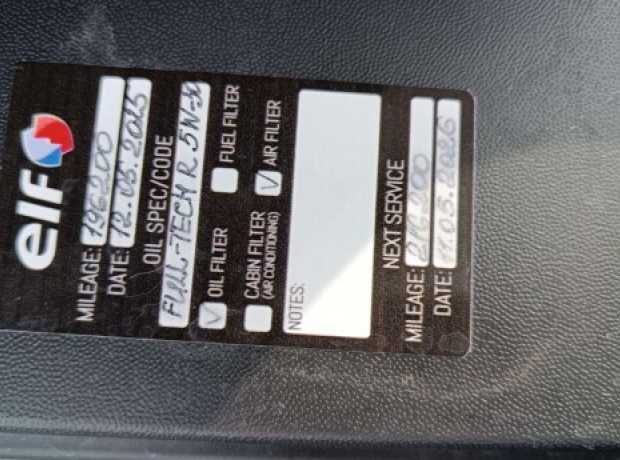 elf
MILEAGE: 196200
DATE: 12.05.2025
OIL SPEC/CODE
FULL-TECH R 5W-30
OIL FILTER
FUEL FILTER
CABIN FILTER
(AIR CONDITIONING)
AIR FILTER
NOTES:
NEXT SERVICE
MILEAGE: 216200
DATE: 11.05.2026